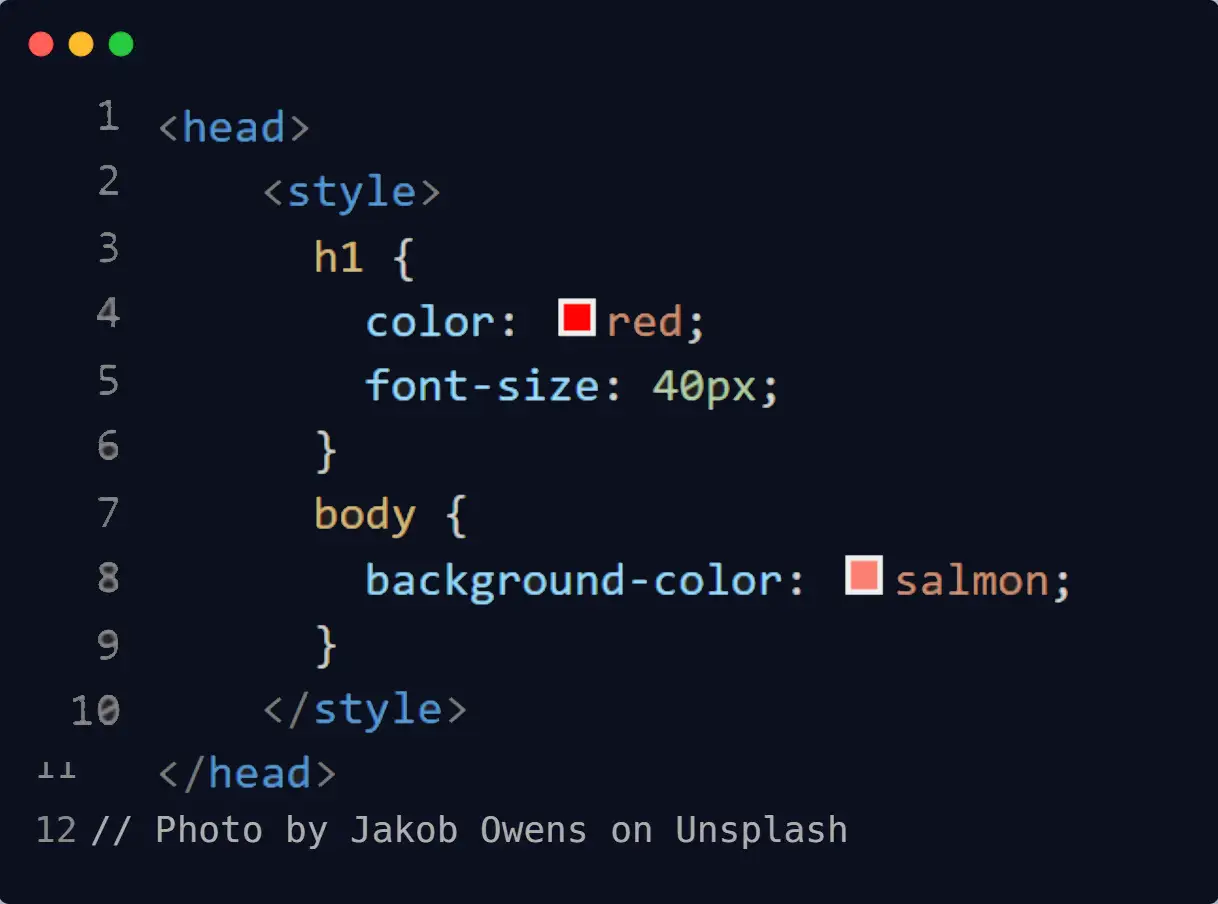 1 <head>
2 <style>
3 h1 {
4 color: red;
5 font-size: 40px;
6 }
7 body {
8 background-color: salmon;
9 }
10 </style>
11 </head>
12 // Photo by Jakob Owens on Unsplash